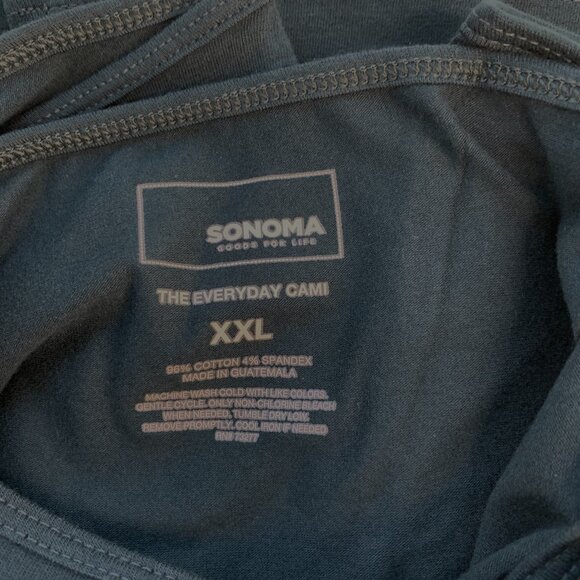 SONOMA
GOODS FOR LIFE
THE EVERYDAY CAMI
XXL
96% COTTON 4% SPANDEX
MADE IN GUATEMALA
MACHINE WASH COLD WITH LIKE COLORS.
GENTLE CYCLE. ONLY NON-CHLORINE BLEACH
WHEN NEEDED. TUMBLE DRY LOW.
REMOVE PROMPTLY. COOL IRON IF NEEDED
RN# 73277